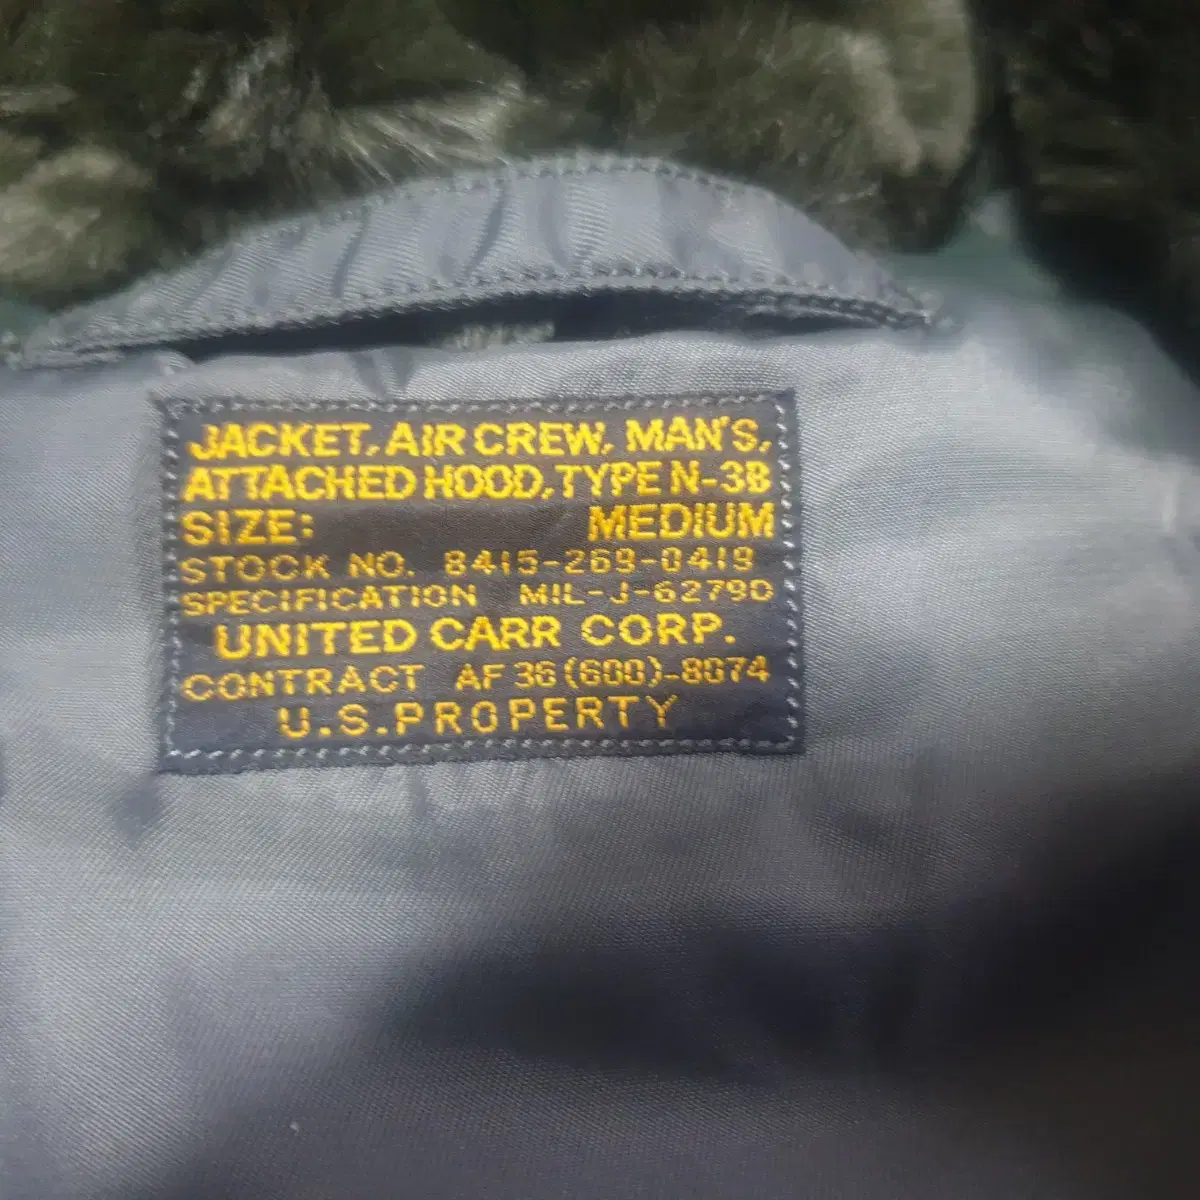 JACKET, AIR CREW, MAN'S,
ATTACHED HOOD, TYPE N-3B
SIZE: MEDIUM
STOCK NO. 8415-269-0419
SPECIFICATION MIL-J-6279D
UNITED CARR CORP.
CONTRACT AF 36(600)-8074
U.S. PROPERTY